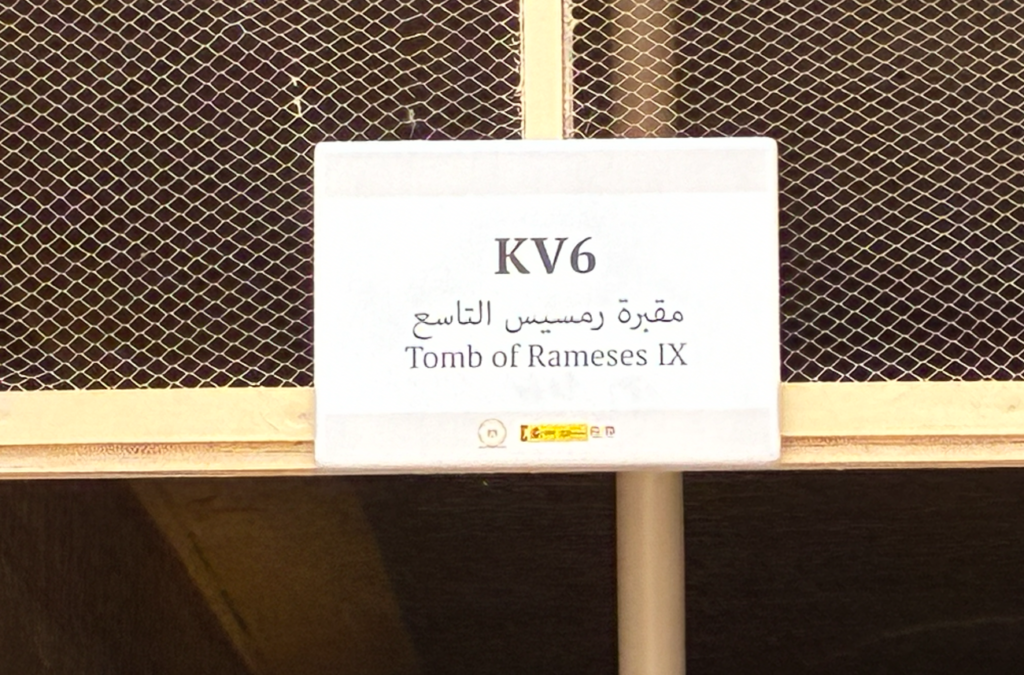 KV6
مقبرة رمسيس التاسع
Tomb of Rameses IX